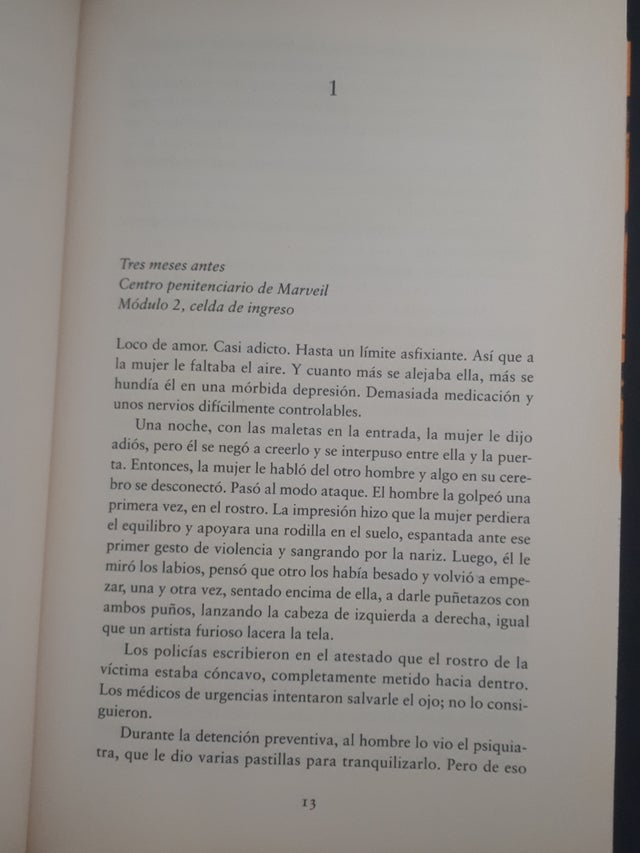 1
Tres meses antes
Centro penitenciario de Marveil
Módulo 2, celda de ingreso
Loco de amor. Casi adicto. Hasta un límite asfixiante. Así que a
la mujer le faltaba el aire. Y cuanto más se alejaba ella, más se
hundía él en una mórbida depresión. Demasiada medicación y
unos nervios difícilmente controlables.
Una noche, con las maletas en la entrada, la mujer le dijo
adiós, pero él se negó a creerlo y se interpuso entre ella y la puer-
ta. Entonces, la mujer le habló del otro hombre y algo en su cere-
bro se desconectó. Pasó al modo ataque. El hombre la golpeó una
primera vez, en el rostro. La impresión hizo que la mujer perdiera
el equilibro y apoyara una rodilla en el suelo, espantada ante ese
primer gesto de violencia y sangrando por la nariz. Luego, él le
miró los labios, pensó que otro los había besado y volvió a empe-
zar, una y otra vez, sentado encima de ella, a darle puñetazos con
ambos puños, lanzando la cabeza de izquierda a derecha, igual
que un artista furioso lacera la tela.
Los policías escribieron en el atestado que el rostro de la
víctima estaba cóncavo, completamente metido hacia dentro.
Los médicos de urgencias intentaron salvarle el ojo; no lo consi-
guieron.
Durante la detención preventiva, al hombre lo vio el psiquia-
tra, que le dio varias pastillas para tranquilizarlo. Pero de eso
13